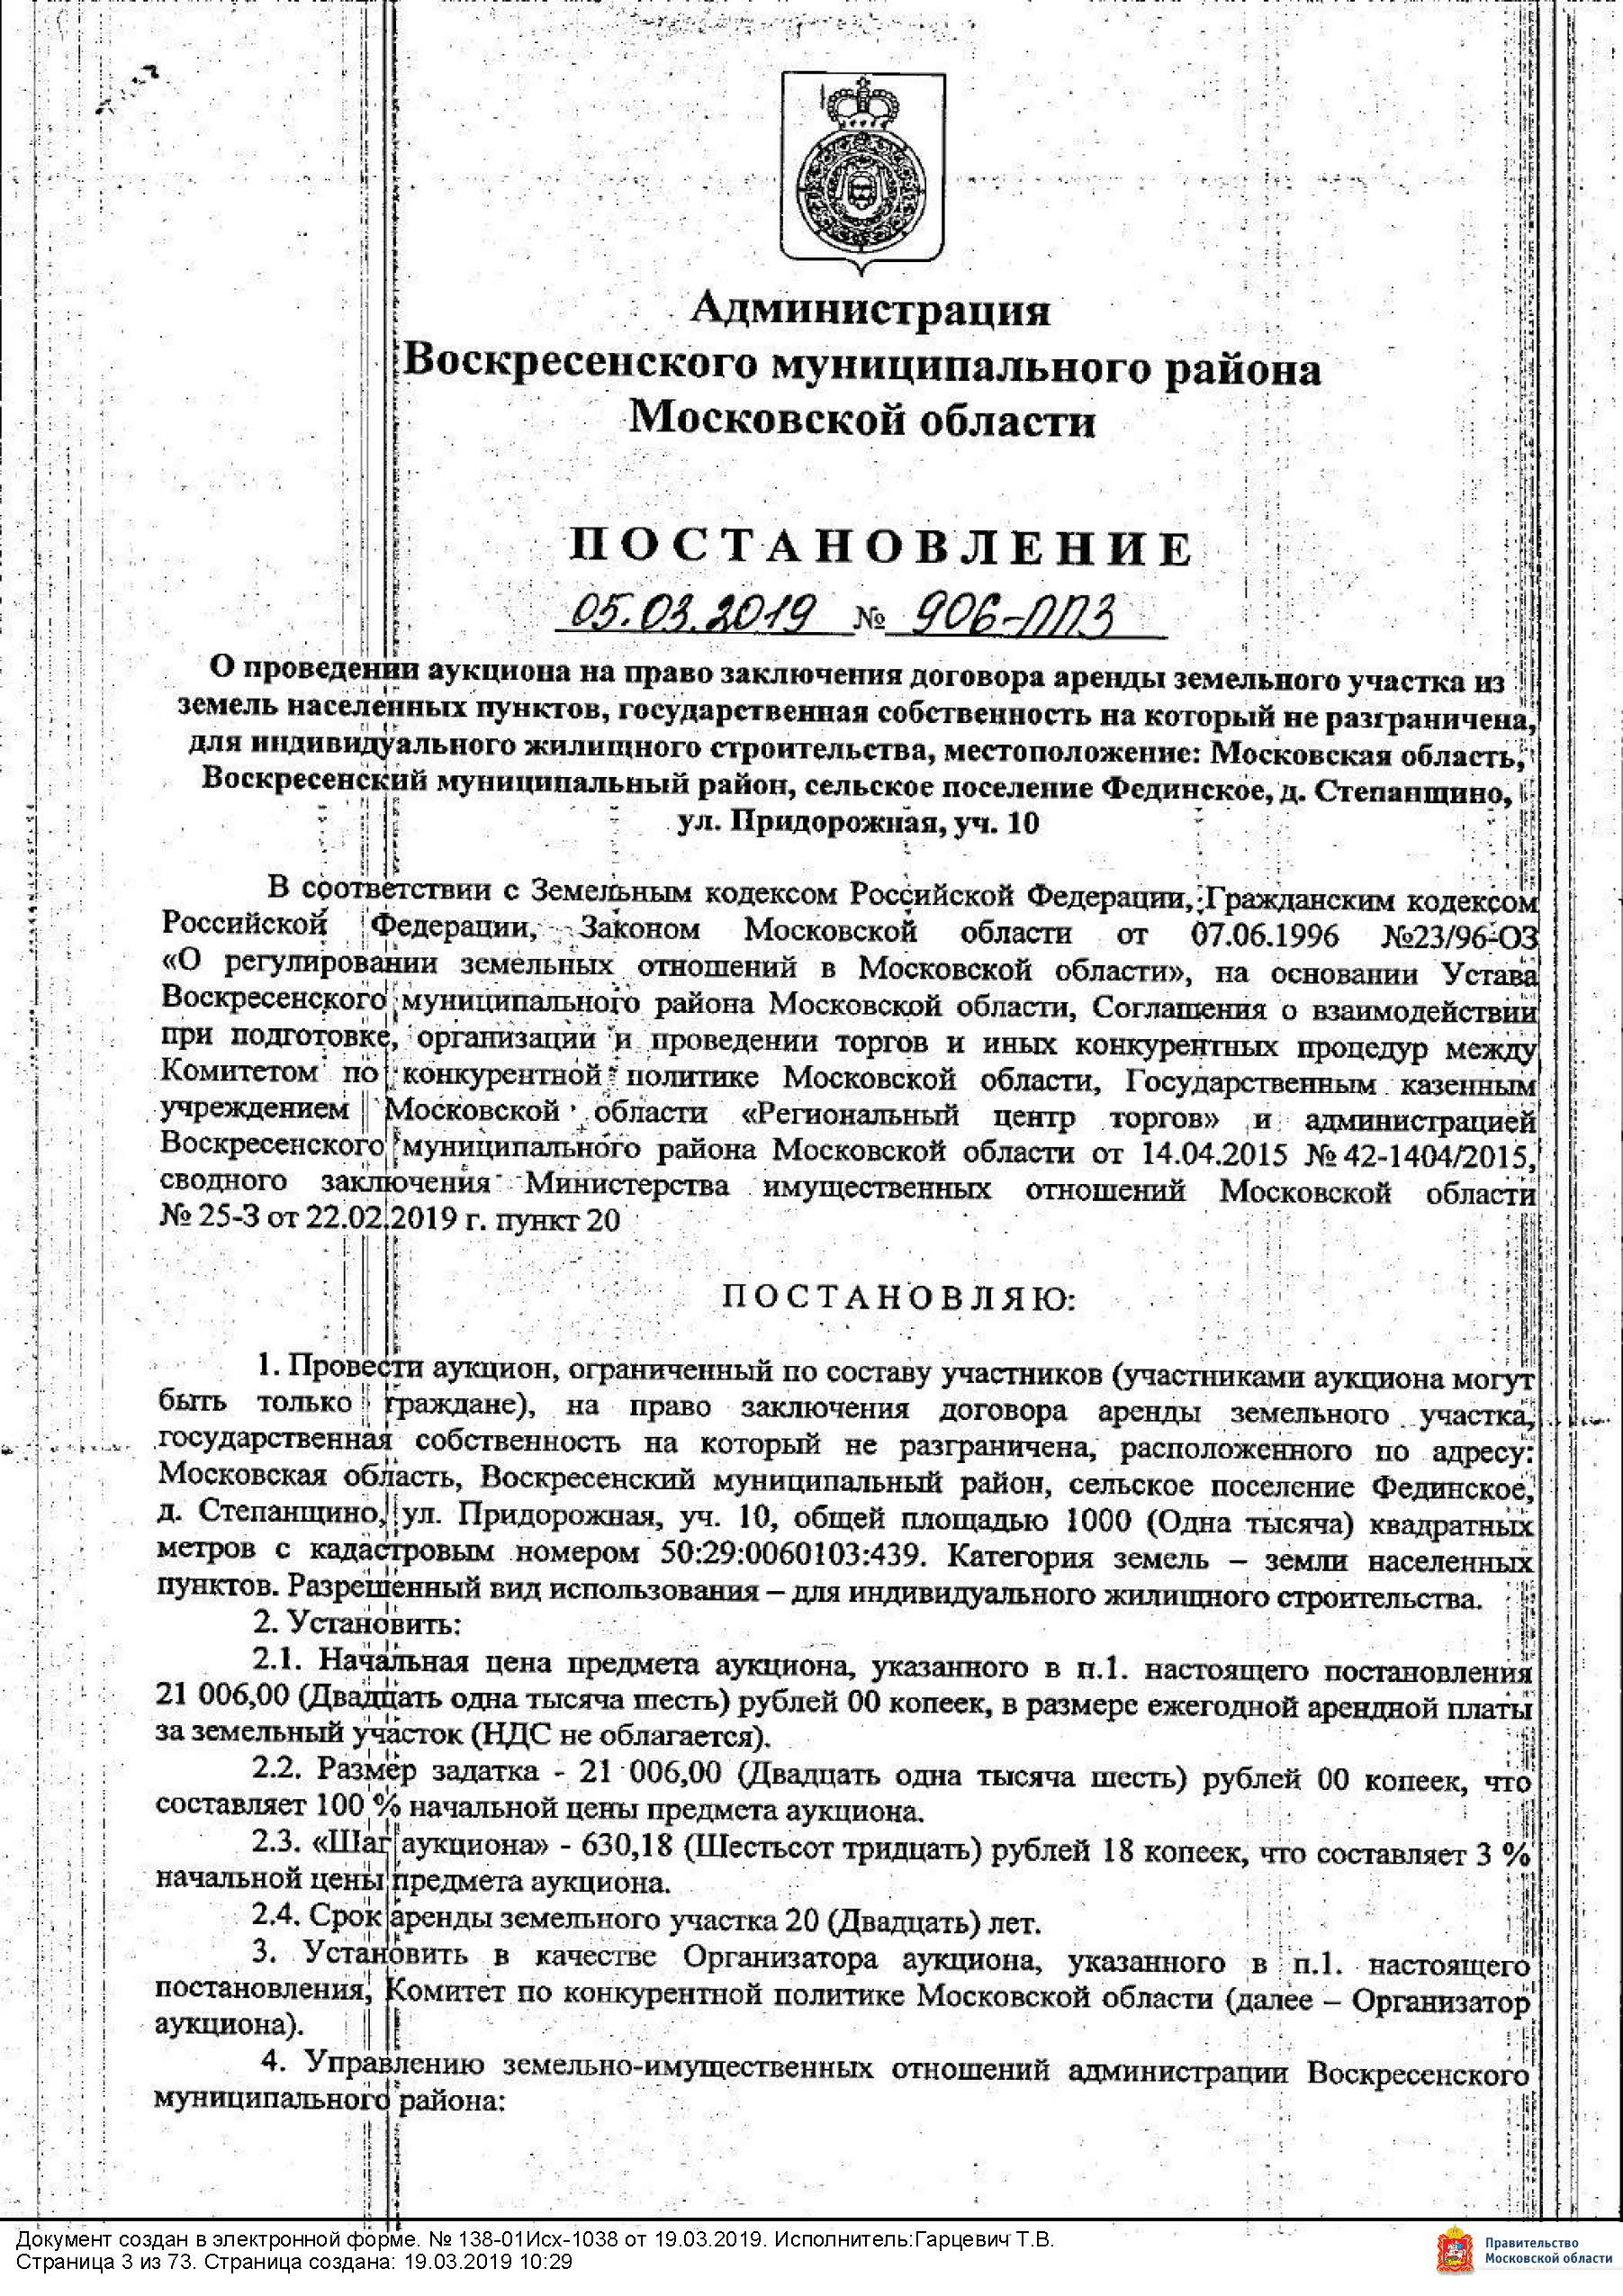 Администрация
Воскресенского муниципального района
Московской области
ПОСТАНОВЛЕНИЕ
05.03.2019 № 906-ППЗ
О проведении аукциона на право заключения договора аренды земельного участка из
земель населенных пунктов, государственная собственность на который не разграничена,
для индивидуального жилищного строительства, местоположение: Московская область,
Воскресенский муниципальный район, сельское поселение Фединское, д. Степанщино,
ул. Придорожная, уч. 10
В соответствии с Земельным кодексом Российской Федерации, Гражданским кодексом
Российской Федерации, Законом Московской области от 07.06.1996 №23/96-ОЗ
«О регулировании земельных отношений в Московской области», на основании Устава
Воскресенского муниципального района Московской области, Соглашения о взаимодействии
при подготовке, организации и проведении торгов и иных конкурентных процедур между
Комитетом по конкурентной политике Московской области, Государственным казенным
учреждением Московской области «Региональный центр торгов» и администрацией
Воскресенского муниципального района Московской области от 14.04.2015 № 42-1404/2015,
сводного заключения Министерства имущественных отношений Московской области
№ 25-З от 22.02.2019 г. пункт 20
ПОСТАНОВЛЯЮ:
1. Провести аукцион, ограниченный по составу участников (участниками аукциона могут
быть только граждане), на право заключения договора аренды земельного участка,
государственная собственность на который не разграничена, расположенного по адресу:
Московская область, Воскресенский муниципальный район, сельское поселение Фединское,
д. Степанщино, ул. Придорожная, уч. 10, общей площадью 1000 (Одна тысяча) квадратных
метров с кадастровым номером 50:29:0060103:439. Категория земель – земли населенных
пунктов. Разрешенный вид использования – для индивидуального жилищного строительства.
2. Установить:
2.1. Начальная цена предмета аукциона, указанного в п.1. настоящего постановления
21 006,00 (Двадцать одна тысяча шесть) рублей 00 копеек, в размере ежегодной арендной платы
за земельный участок (НДС не облагается).
2.2. Размер задатка - 21 006,00 (Двадцать одна тысяча шесть) рублей 00 копеек, что
составляет 100 % начальной цены предмета аукциона.
2.3. «Шаг аукциона» - 630,18 (Шестьсот тридцать) рублей 18 копеек, что составляет 3 %
начальной цены предмета аукциона.
2.4. Срок аренды земельного участка 20 (Двадцать) лет.
3. Установить в качестве Организатора аукциона, указанного в п.1. настоящего
постановления, Комитет по конкурентной политике Московской области (далее – Организатор
аукциона).
4. Управлению земельно-имущественных отношений администрации Воскресенского
муниципального района:
Документ создан в электронной форме. № 138-01Исх-1038 от 19.03.2019. Исполнитель:Гарцевич Т.В.
Страница 3 из 73. Страница создана: 19.03.2019 10:29
Правительство
Московской области